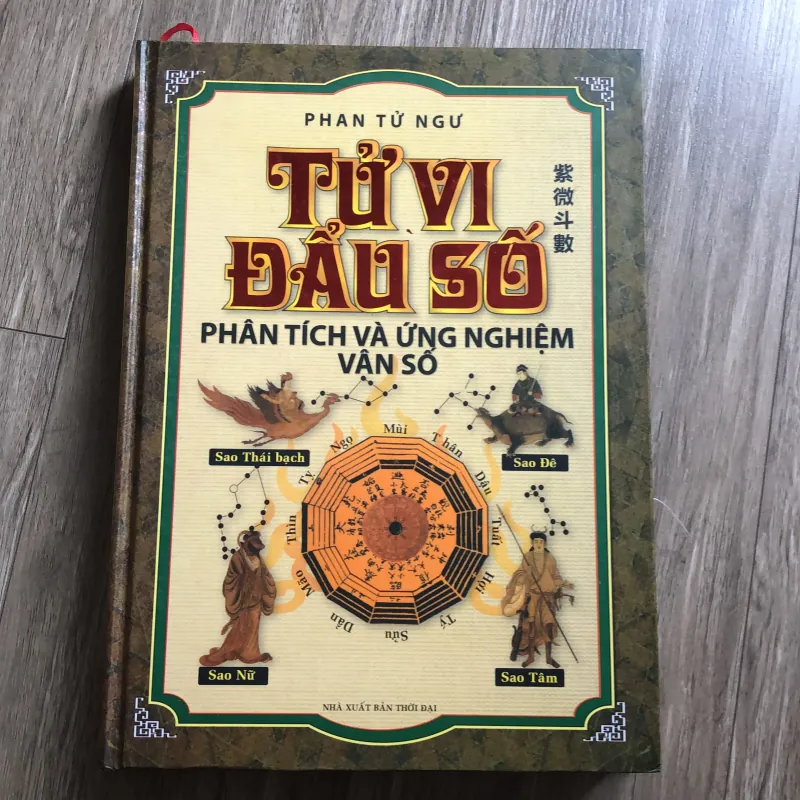 PHAN TỬ NGƯ
TỬ VI
ĐẨU SỐ
紫微斗數
PHÂN TÍCH VÀ ỨNG NGHIỆM
VẬN SỐ
Sao Thái bạch
Sao Đê
Mùi
Thân
Dậu
Tuất
Hợi
Tý
Sửu
Dần
Mão
Thìn
Tỵ
Ngọ
Sao Nữ
Sao Tâm
NHÀ XUẤT BẢN THỜI ĐẠI